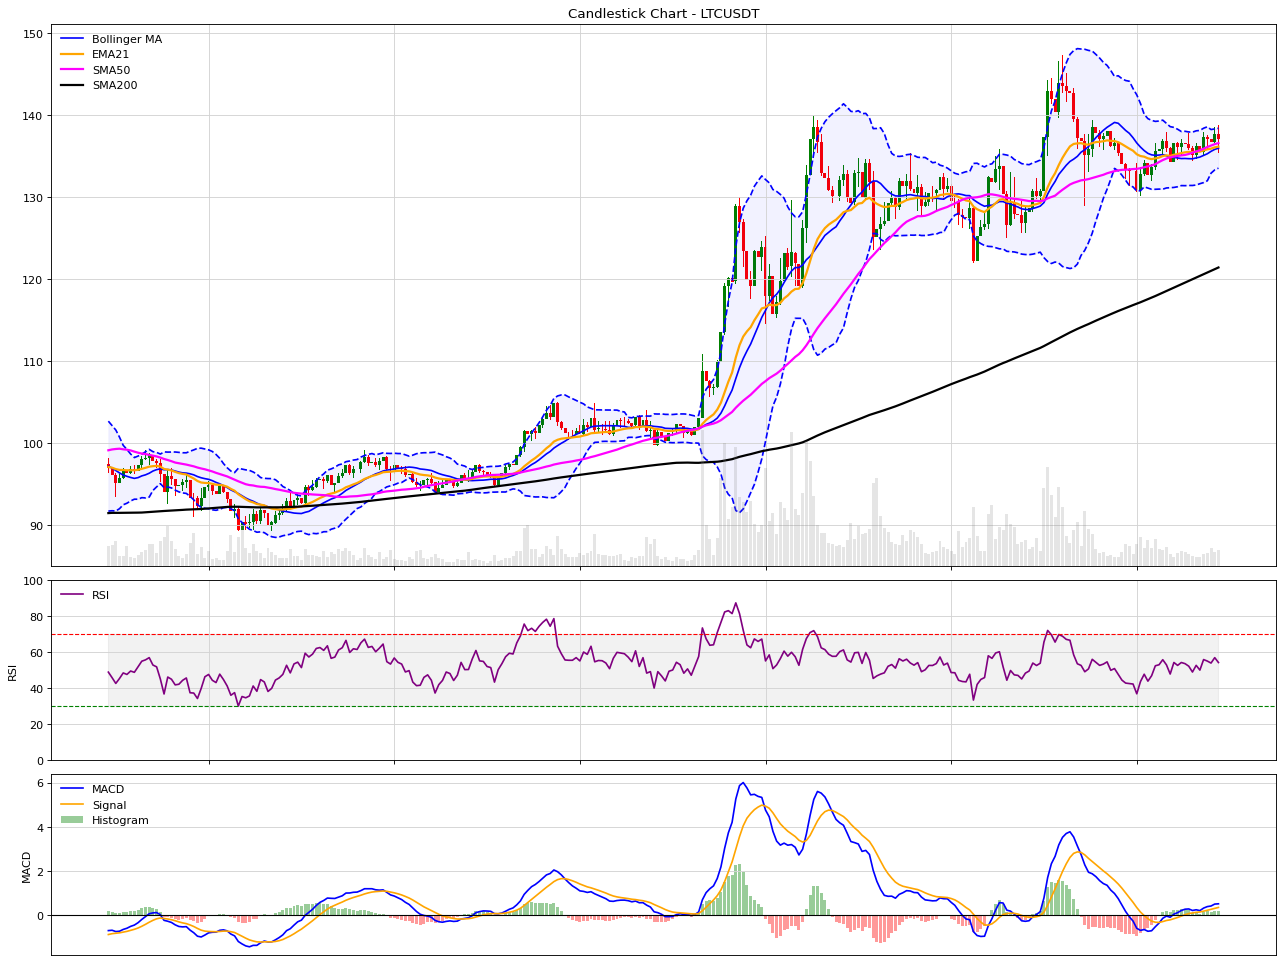 Candlestick Chart - LTCUSDT
Bollinger MA
EMA21
SMA50
SMA200
150
140
130
120
110
100
90
RSI
100
80
60
40
20
0
RSI
MACD
Signal
Histogram
6
4
2
0
MACD